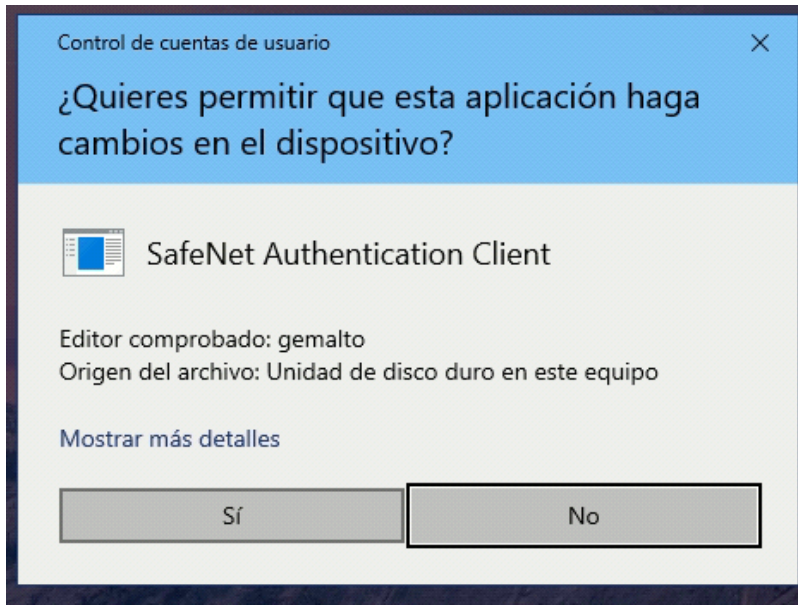 Control de cuentas de usuario
¿Quieres permitir que esta aplicación haga
cambios en el dispositivo?
SafeNet Authentication Client
Editor comprobado: gemalto
Origen del archivo: Unidad de disco duro en este equipo
Mostrar más detalles
Sí
No